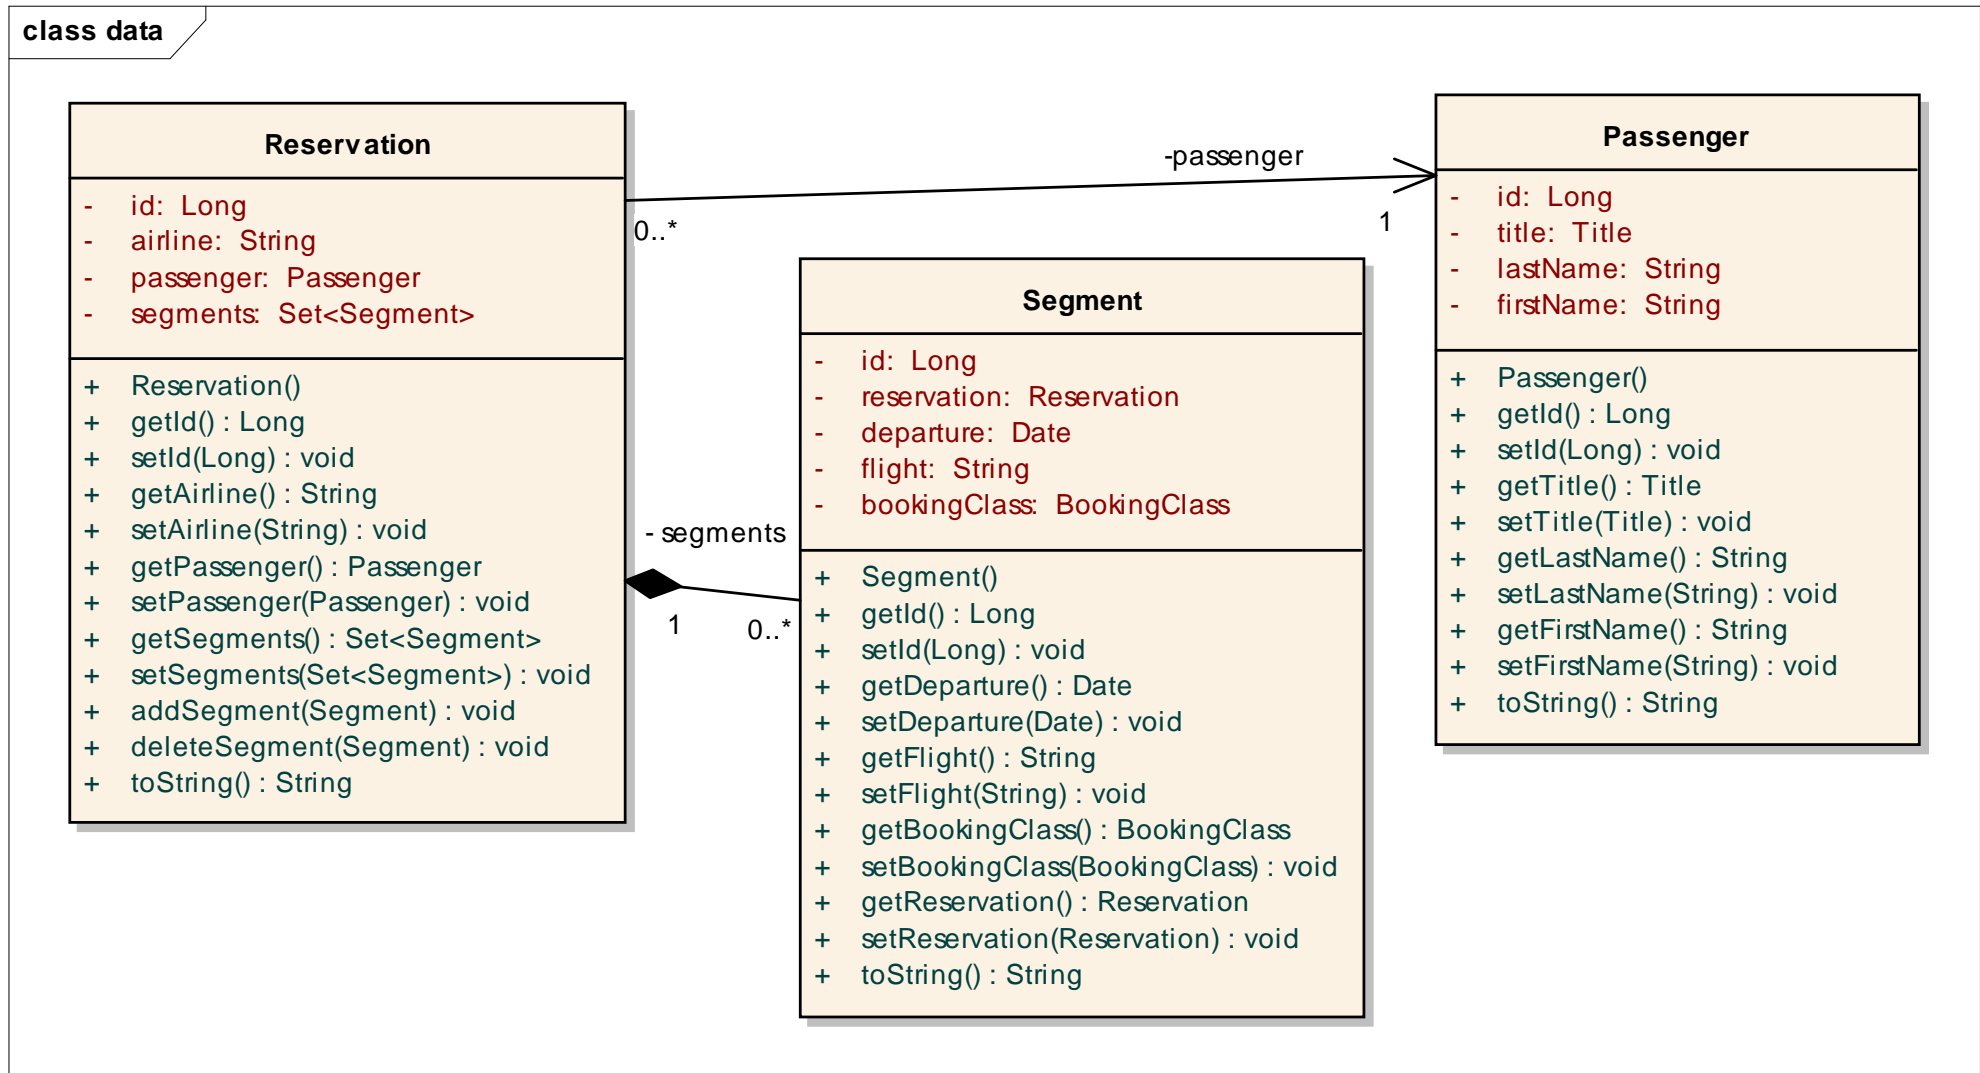 class data
Reservation
- id: Long
- airline: String
- passenger: Passenger
- segments: Set<Segment>
+ Reservation()
+ getId() : Long
+ setId(Long) : void
+ getAirline() : String
+ setAirline(String) : void
+ getPassenger() : Passenger
+ setPassenger(Passenger) : void
+ getSegments() : Set<Segment>
+ setSegments(Set<Segment>) : void
+ addSegment(Segment) : void
+ deleteSegment(Segment) : void
+ toString() : String
-passenger
0..*
1
- segments
1
0..*
Segment
- id: Long
- reservation: Reservation
- departure: Date
- flight: String
- bookingClass: BookingClass
+ Segment()
+ getId() : Long
+ setId(Long) : void
+ getDeparture() : Date
+ setDeparture(Date) : void
+ getFlight() : String
+ setFlight(String) : void
+ getBookingClass() : BookingClass
+ setBookingClass(BookingClass) : void
+ getReservation() : Reservation
+ setReservation(Reservation) : void
+ toString() : String
Passenger
- id: Long
- title: Title
- lastName: String
- firstName: String
+ Passenger()
+ getId() : Long
+ setId(Long) : void
+ getTitle() : Title
+ setTitle(Title) : void
+ getLastName() : String
+ setLastName(String) : void
+ getFirstName() : String
+ setFirstName(String) : void
+ toString() : String